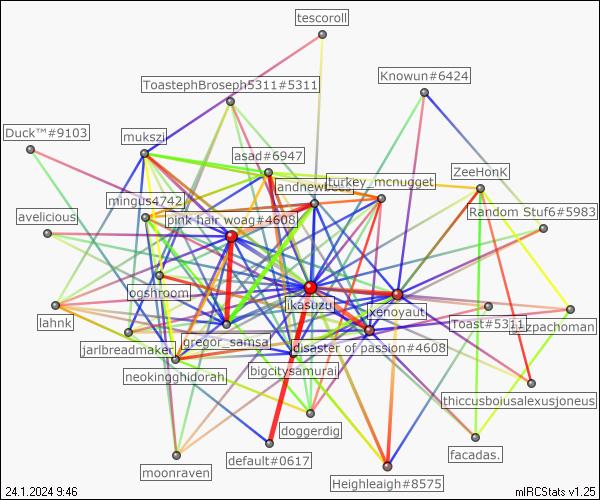 tescoroll
Knowun#6424
ToastephBroseph5311#5311
Duck™#9103
mukszi
asad#6947
ZeeHonK
turkey_mcnugget
mingus4742
avelicious
pink hair woag#4608
Random Stuf6#5983
ogshroom
ikasuzu
xenoyaut
lahnk
Toast#5311
jarlbreadmaker
gregor_samsa
disaster of passion#4608
neokingghidorah
bigcitysamurai
thiccusboiusalexusjoneus
doggerdig
facadas.
default#0617
moonraven
Heighleaigh#8575
24.1.2024 9:46
mIRCStats v1.25